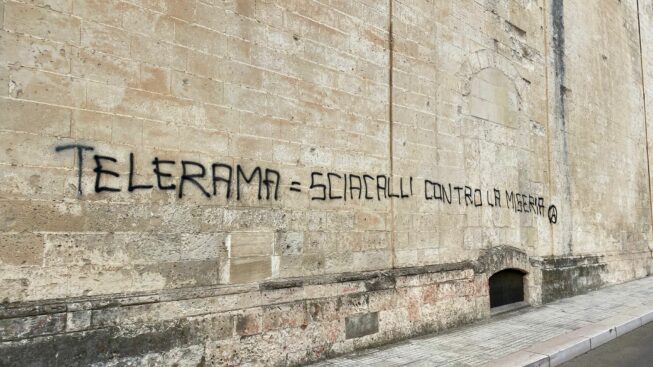 TELERAMA = SCIACALLI CONTRO LA MISERIA Ⓐ